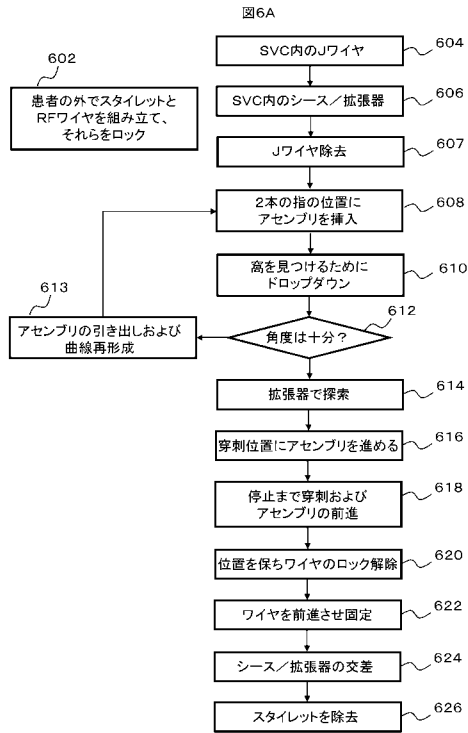 図6A
602
患者の外でスタイレットと
RFワイヤを組み立て、
それらをロック
SVC内のJワイヤ
604
SVC内のシース／拡張器
606
Jワイヤ除去
607
2本の指の位置に
アセンブリを挿入
608
窩を見つけるために
ドロップダウン
610
角度は十分？
612
613
アセンブリの引き出しおよび
曲線再形成
拡張器で探索
614
穿刺位置にアセンブリを進める
616
停止まで穿刺および
アセンブリの前進
618
位置を保ちワイヤのロック解除
620
ワイヤを前進させ固定
622
シース／拡張器の交差
624
スタイレットを除去
626